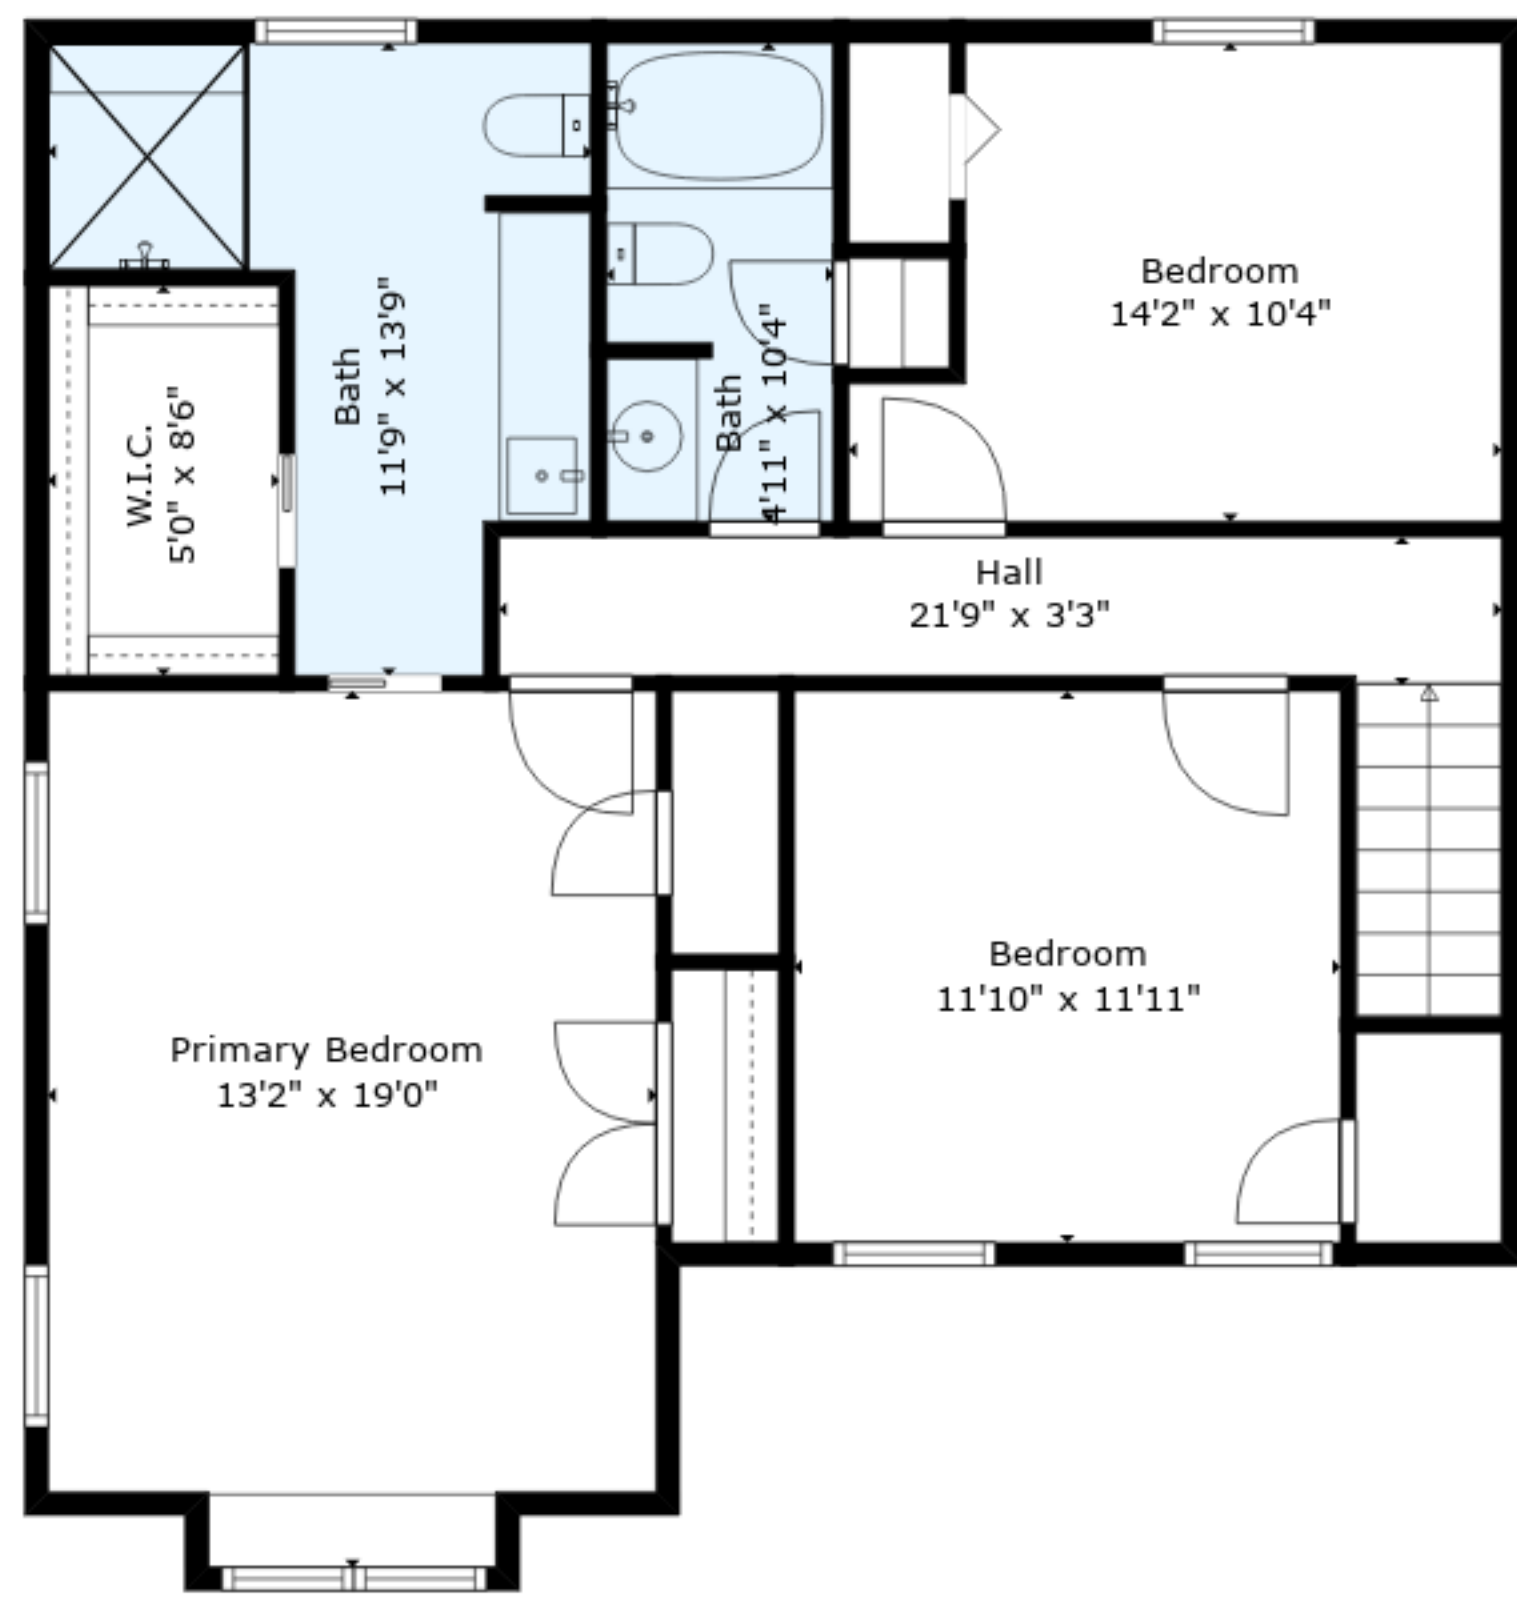 Bedroom
14'2" x 10'4"
Bath
11'9" x 13'9"
Bath
4'11" x 10'4"
W.I.C.
5'0" x 8'6"
Hall
21'9" x 3'3"
Bedroom
11'10" x 11'11"
Primary Bedroom
13'2" x 19'0"